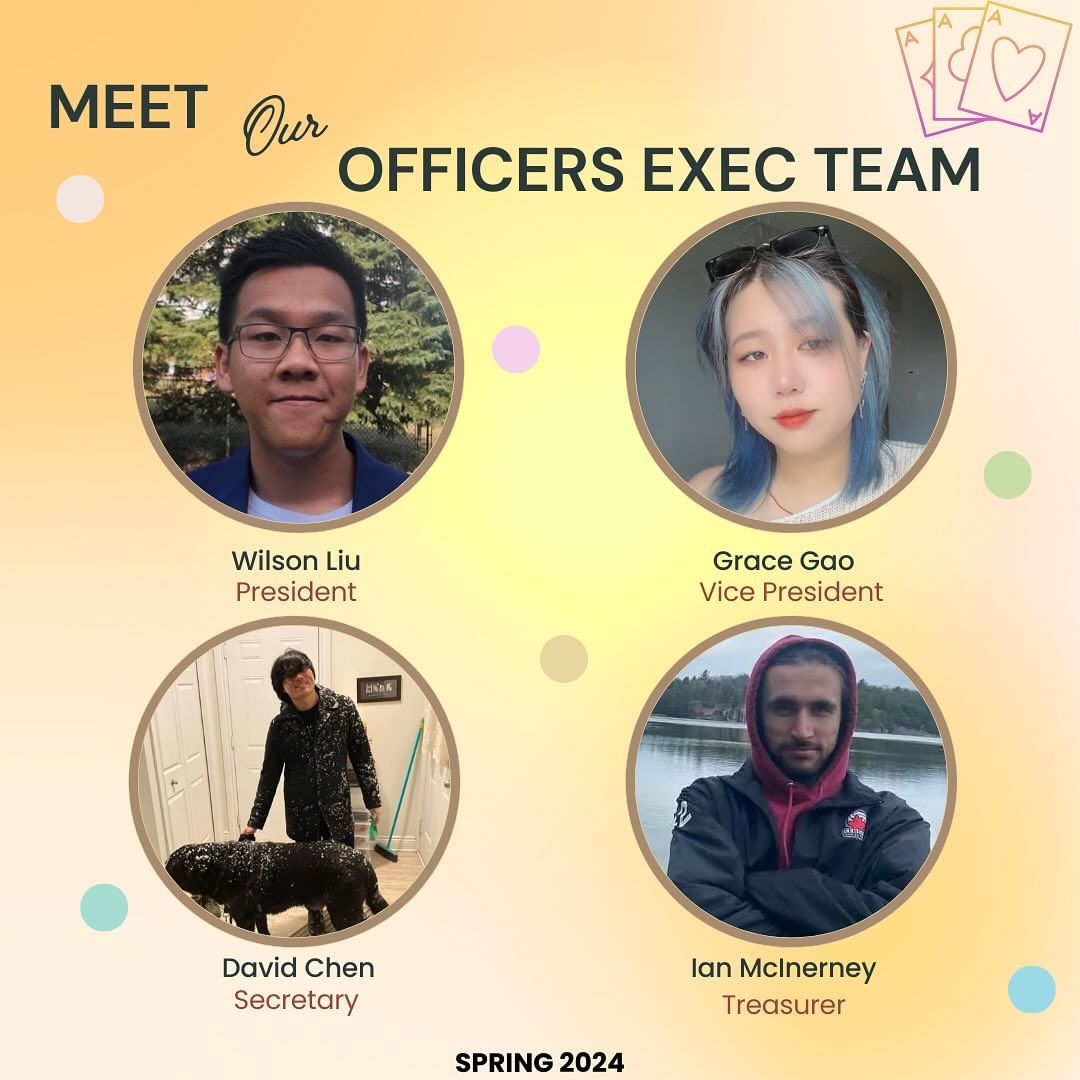 MEET
Our
OFFICERS EXEC TEAM
A
A
A
A
Wilson Liu
President
Grace Gao
Vice President
David Chen
Secretary
Ian McInerney
Treasurer
SPRING 2024